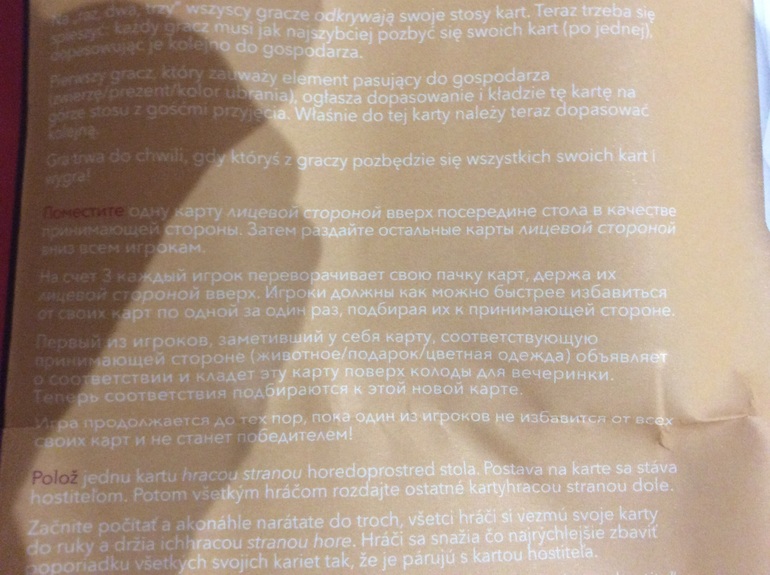 Na „raz, dwa, trzy” wszyscy gracze odkrywają swoje stosy kart. Teraz trzeba się
spieszyć: każdy gracz musi jak najszybciej pozbyć się swoich kart (po jednej),
dopasowując je kolejno do gospodarza.
Pierwszy gracz, który zauważy element pasujący do gospodarza
(zwierzę/prezent/kolor ubrania), ogłasza dopasowanie i kładzie tę kartę na
górze stosu z gośćmi przyjęcia. Właśnie do tej karty należy teraz dopasować
kolejną.
Gra trwa do chwili, gdy któryś z graczy pozbędzie się wszystkich swoich kart i
wygra!
Поместите одну карту лицевой стороной вверх посередине стола в качестве
принимающей стороны. Затем раздайте остальные карты лицевой стороной
вниз всем игрокам.
На счет 3 каждый игрок переворачивает свою пачку карт, держа их
лицевой стороной вверх. Игроки должны как можно быстрее избавиться
от своих карт по одной за один раз, подбирая их к принимающей стороне.
Первый из игроков, заметивший у себя карту, соответствующую
принимающей стороне (животное/подарок/цветная одежда) объявляет
о соответствии и кладет эту карту поверх колоды для вечеринки.
Теперь соответствия подбираются к этой новой карте.
Игра продолжается до тех пор, пока один из игроков не избавится от всех
своих карт и не станет победителем!
Polož jednu kartu hracou stranou horedoprostred stola. Postava na karte sa stáva
hostiteľom. Potom všetkým hráčom rozdajte ostatné kartyhracou stranou dole.
Začnite počítať a akonáhle narátate do troch, všetci hráči si vezmú svoje karty
do ruky a držia ichhracou stranou hore. Hráči sa snažia čo najrýchlejšie zbaviť
poporiadku všetkých svojich kariet tak, že je párujú s kartou hostiteľa.